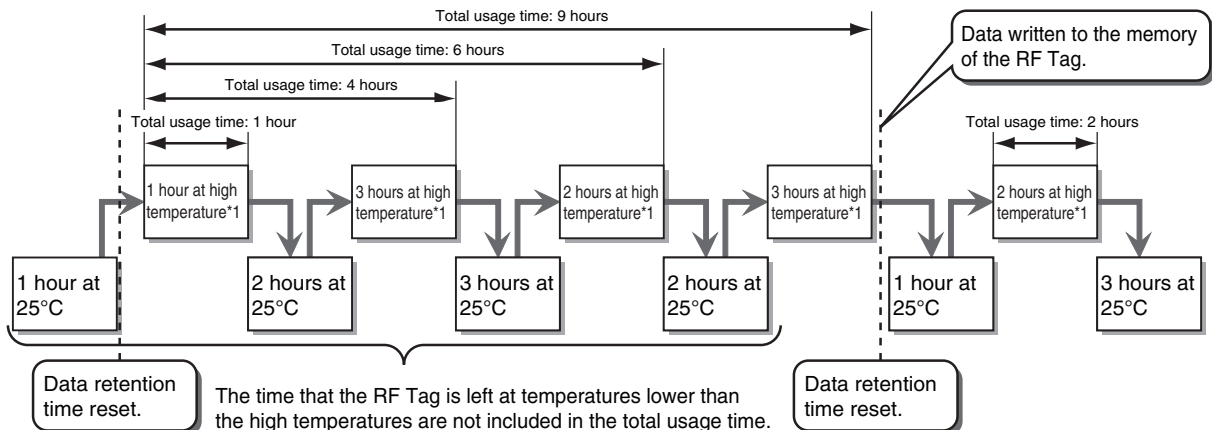 Total usage time: 9 hours
Total usage time: 6 hours
Total usage time: 4 hours
Total usage time: 1 hour
Data written to the memory
of the RF Tag.
Total usage time: 2 hours
1 hour at high
temperature*1
3 hours at high
temperature*1
2 hours at high
temperature*1
3 hours at high
temperature*1
2 hours at high
temperature*1
1 hour at
25°C
2 hours at
25°C
3 hours at
25°C
2 hours at
25°C
1 hour at
25°C
3 hours at
25°C
Data retention
time reset.
The time that the RF Tag is left at temperatures lower than
the high temperatures are not included in the total usage time.
Data retention
time reset.